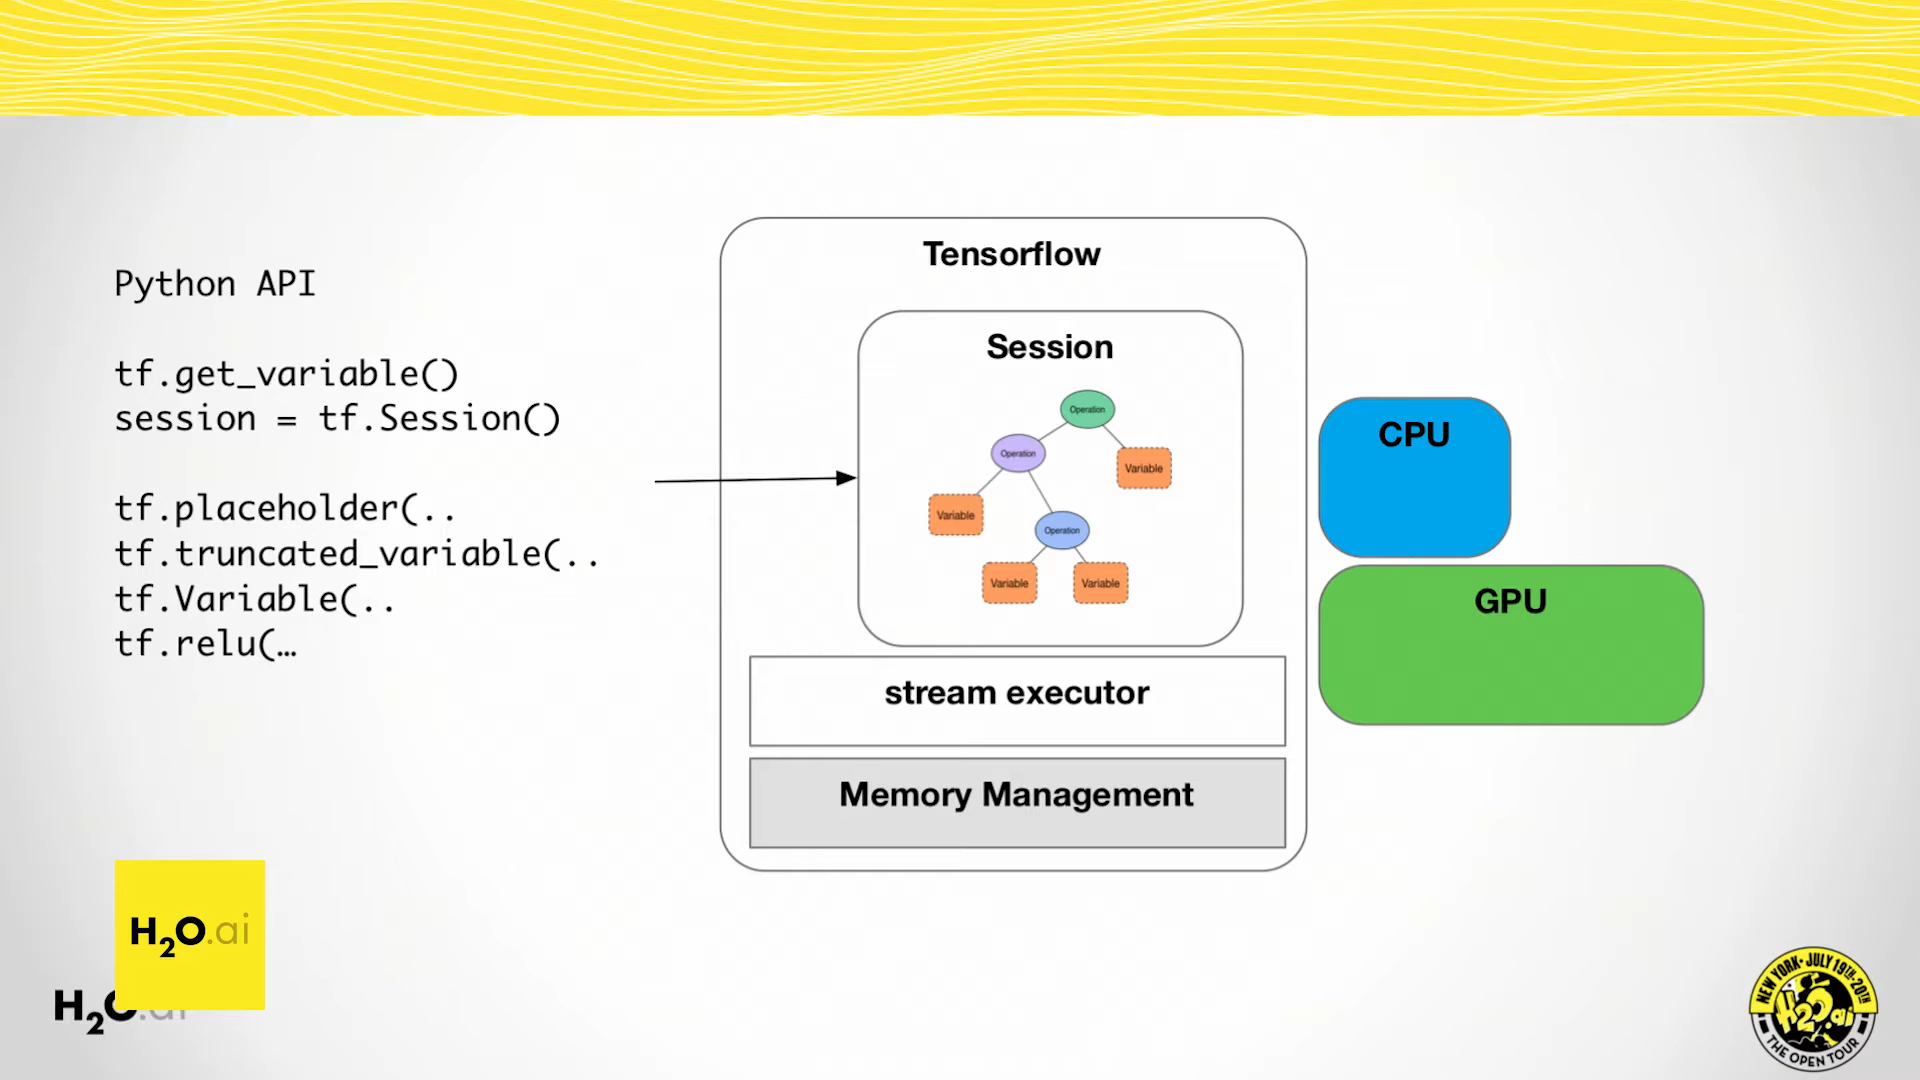 Python API
tf.get_variable()
session = tf.Session()
tf.placeholder(..
tf.truncated_variable(..
tf.Variable(..
tf.relu(…
Tensorflow
Session
Operation
Operation
Variable
Variable
Operation
Variable
Variable
stream executor
Memory Management
CPU
GPU
H2O.ai
H2O.ai
NEW YORK • JULY 19TH-20TH
H2O.ai
THE OPEN TOUR